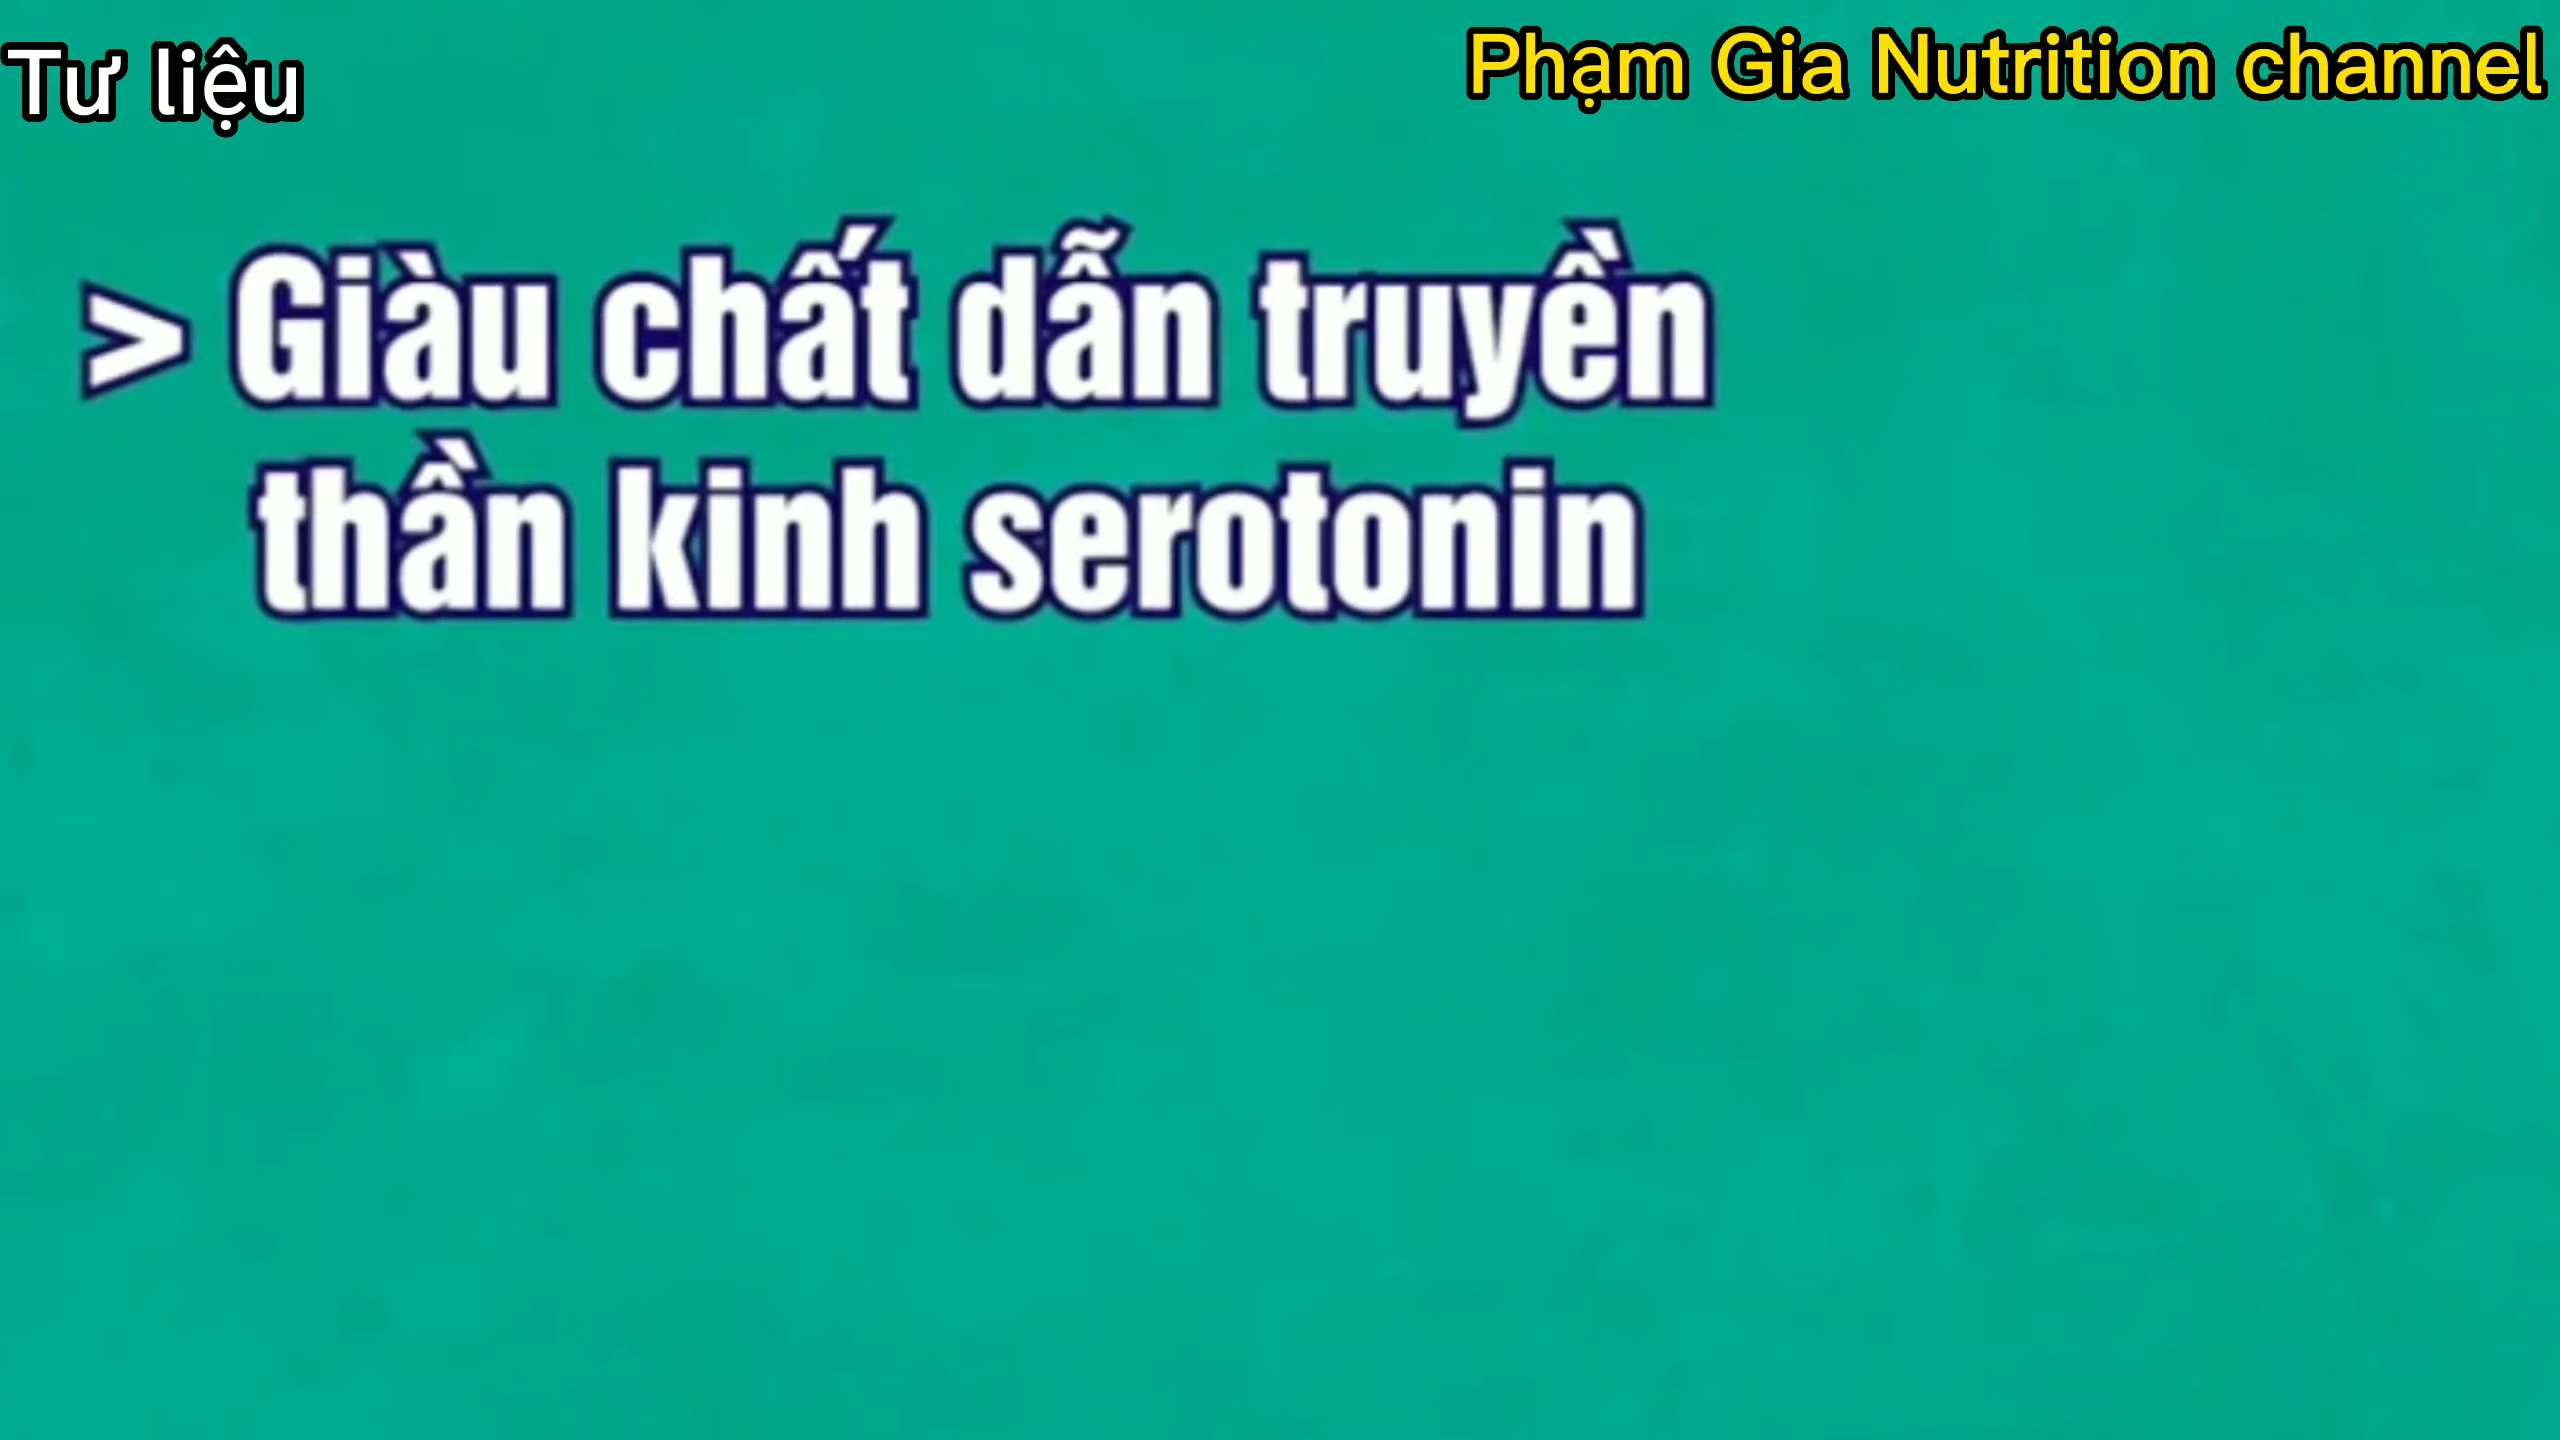 Tư liệu
Phạm Gia Nutrition channel
> Giàu chất dẫn truyền
thần kinh serotonin